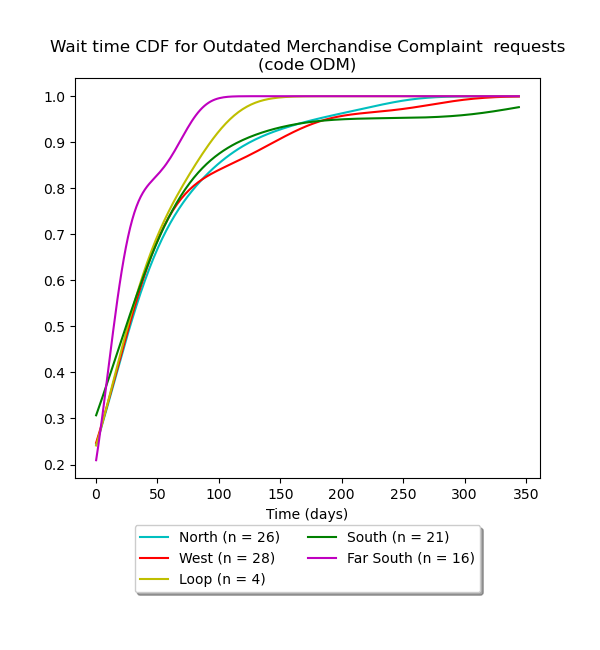 Wait time CDF for Outdated Merchandise Complaint  requests
(code ODM)
1.0
0.9
0.8
0.7
0.6
0.5
0.4
0.3
0.2
0 50 100 150 200 250 300 350
Time (days)
North (n = 26) South (n = 21)
West (n = 28) Far South (n = 16)
Loop (n = 4)